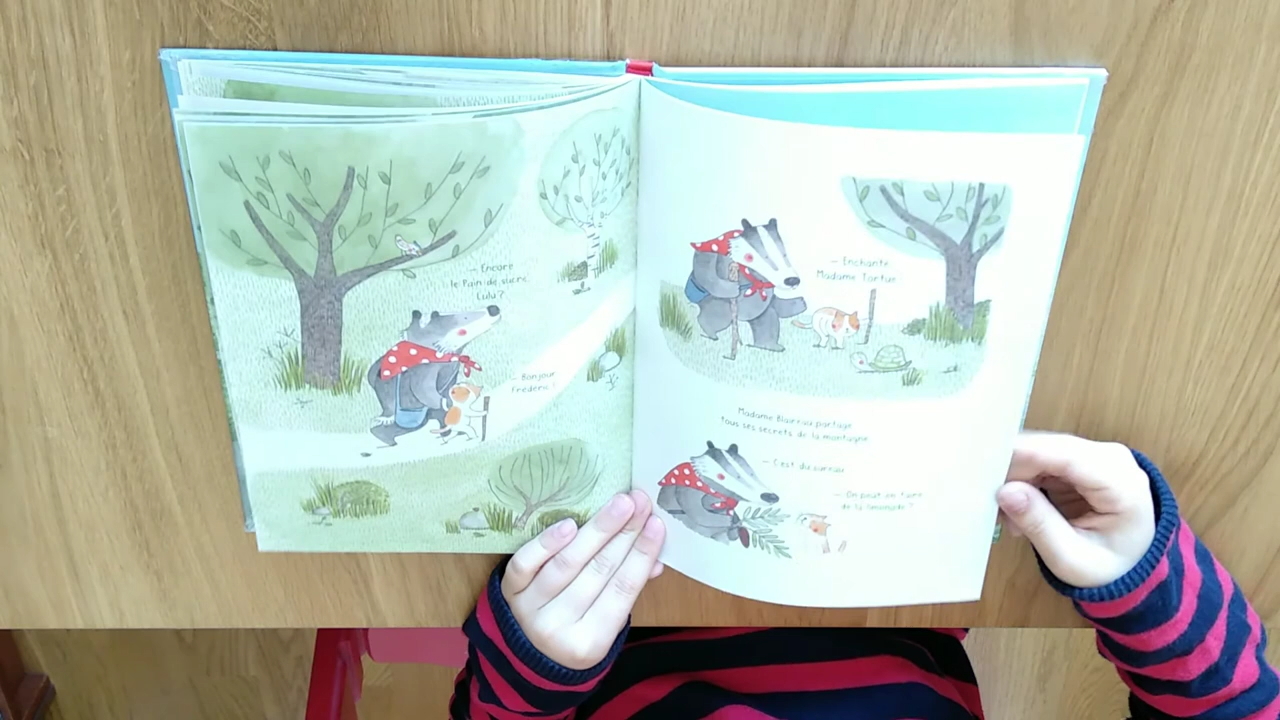 — Encore
le Pain de sucre,
Lulu ?
— Bonjour
Frédéric !
— Enchantée
Madame Tortue.
Madame Blaireau partage
tous ses secrets de la montagne.
— C'est du sureau.
— On peut en faire
de la limonade ?